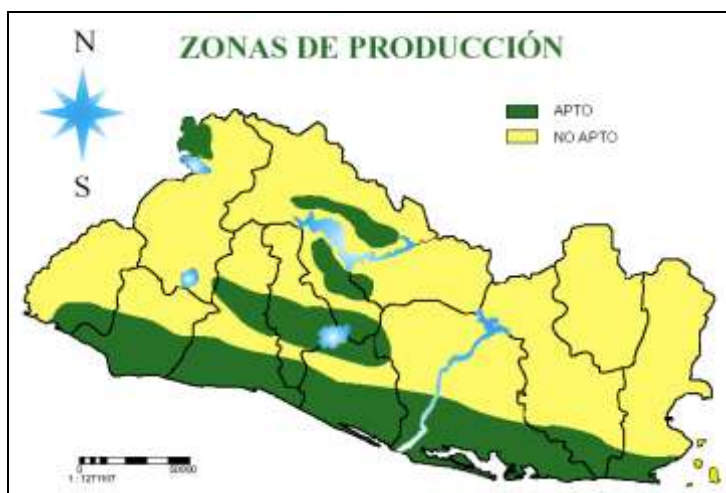 N
ZONAS DE PRODUCCIÓN
APTO
NO APTO
S
0
50000